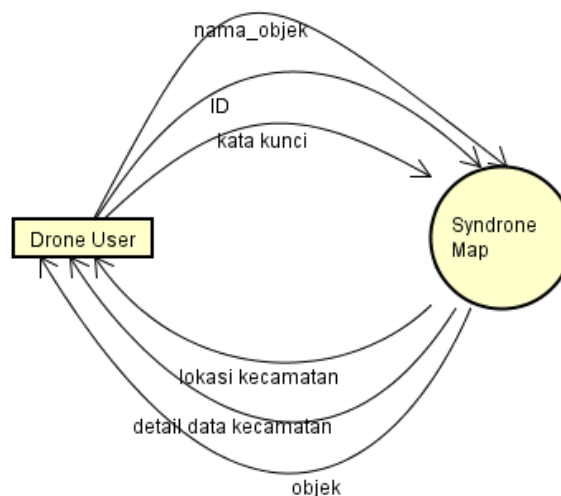 nama_objek
ID
kata kunci
Drone User
Syndrone
Map
lokasi kecamatan
detail data kecamatan
objek